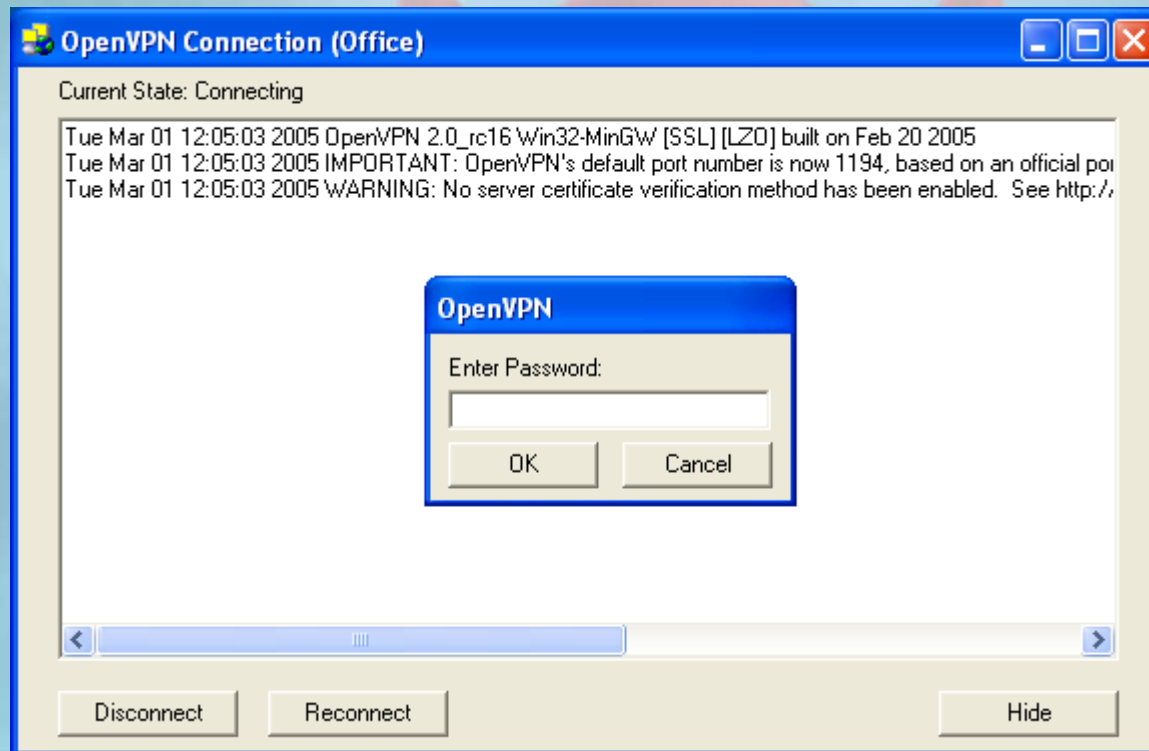 OpenVPN Connection (Office)
Current State: Connecting
Tue Mar 01 12:05:03 2005 OpenVPN 2.0_rc16 Win32-MinGW [SSL] [LZO] built on Feb 20 2005
Tue Mar 01 12:05:03 2005 IMPORTANT: OpenVPN's default port number is now 1194, based on an official
Tue Mar 01 12:05:03 2005 WARNING: No server certificate verification method has been enabled.  See http:/
OpenVPN
Enter Password:
OK
Cancel
Disconnect
Reconnect
Hide